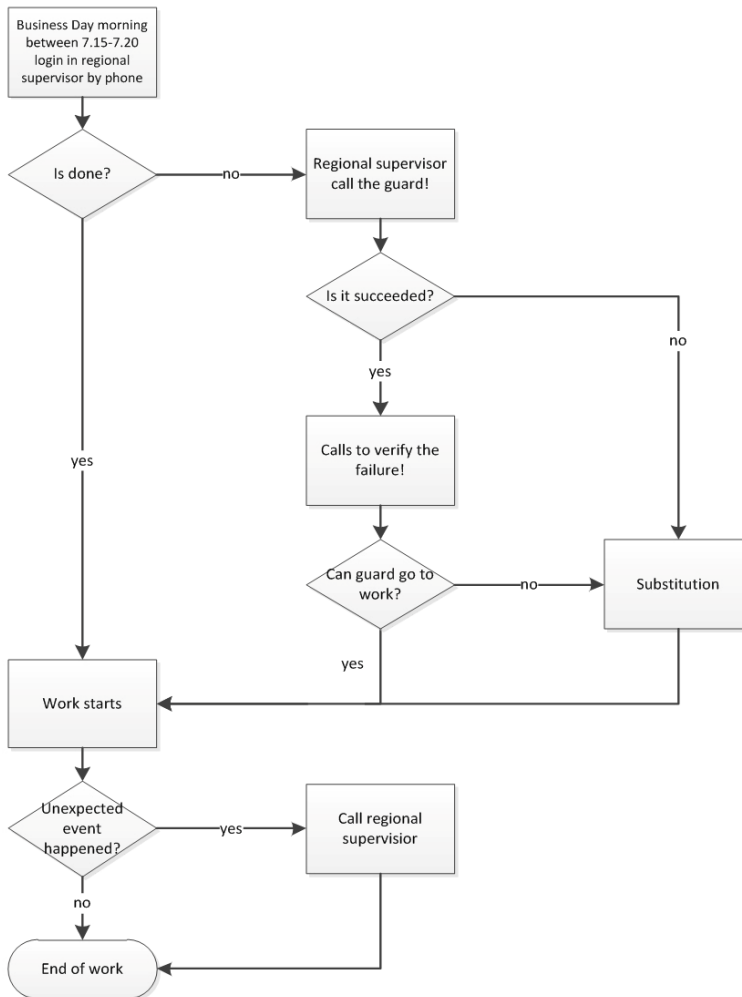 Business Day morning
between 7.15-7.20
login in regional
supervisor by phone
Is done?
no
Regional supervisor
call the guard!
Is it succeeded?
no
yes
Calls to verify the
failure!
yes
Can guard go to
work?
no
Substitution
yes
Work starts
Unexpected
event
happened?
yes
Call regional
supervisior
no
End of work